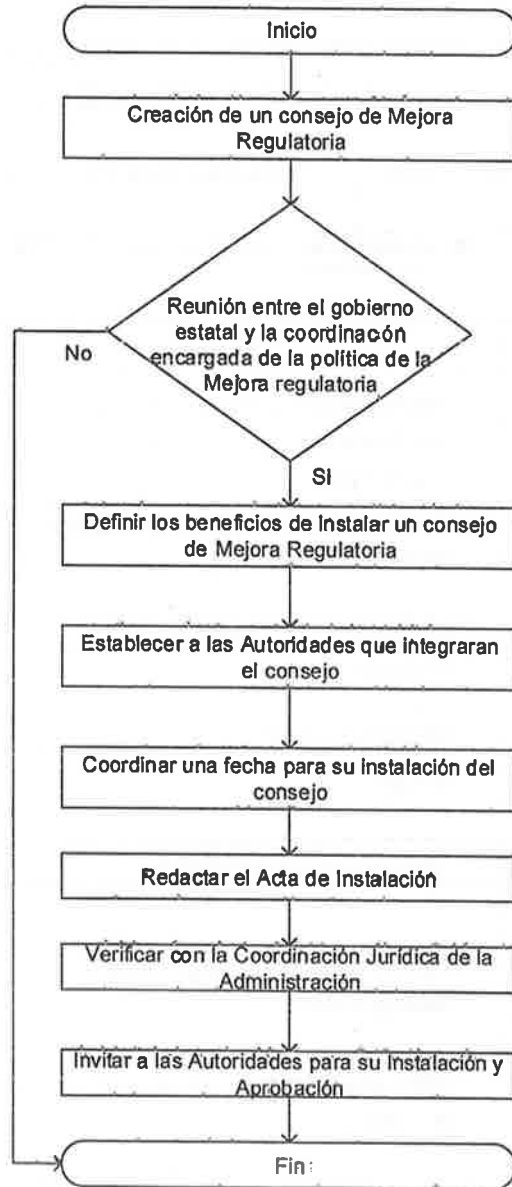 Inicio
Creación de un consejo de Mejora
Regulatoria
Reunión entre el gobierno
estatal y la coordinación
encargada de la política de la
Mejora regulatoria
No
Si
Definir los beneficios de Instalar un consejo
de Mejora Regulatoria
Establecer a las Autoridades que integraran
el consejo
Coordinar una fecha para su instalación del
consejo
Redactar el Acta de Instalación
Verificar con la Coordinación Jurídica de la
Administración
Invitar a las Autoridades para su Instalación y
Aprobación
Fin